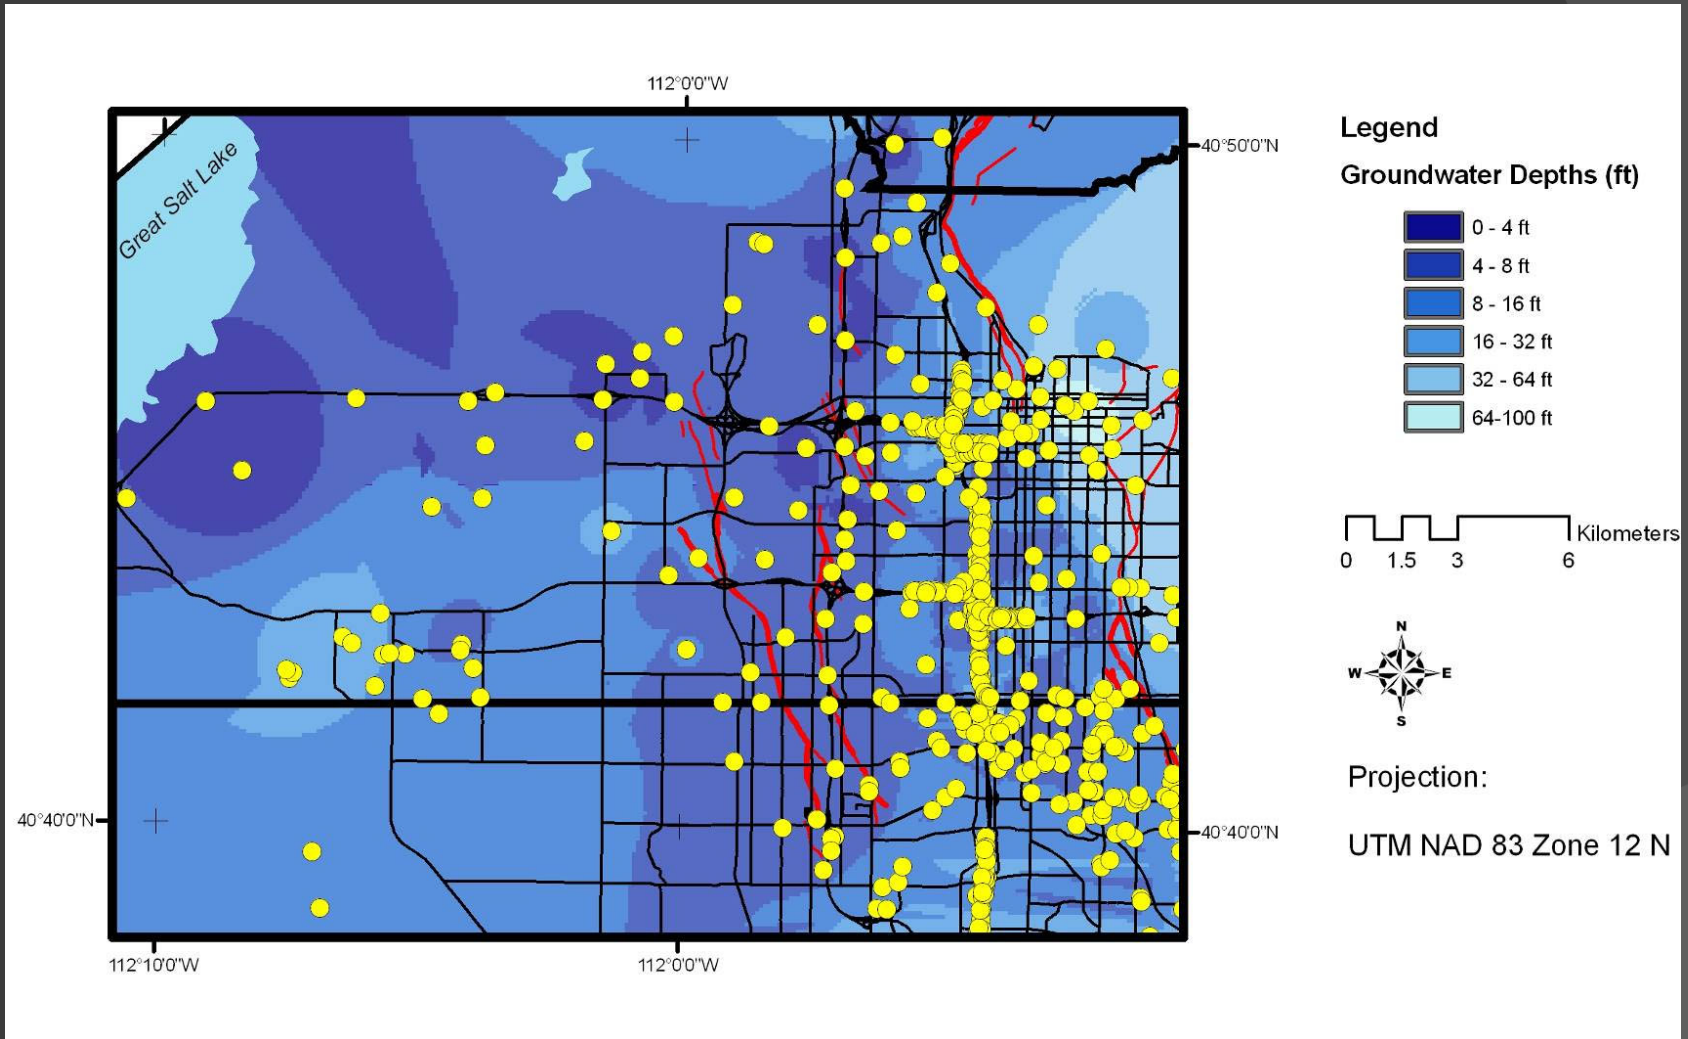 112°0'0"W
40°50'0"N
Great Salt Lake
Legend
Groundwater Depths (ft)
0 - 4 ft
4 - 8 ft
8 - 16 ft
16 - 32 ft
32 - 64 ft
64-100 ft
Kilometers
0 1.5 3 6
N
W E
S
Projection:
UTM NAD 83 Zone 12 N
40°40'0"N
40°40'0"N
112°10'0"W
112°0'0"W